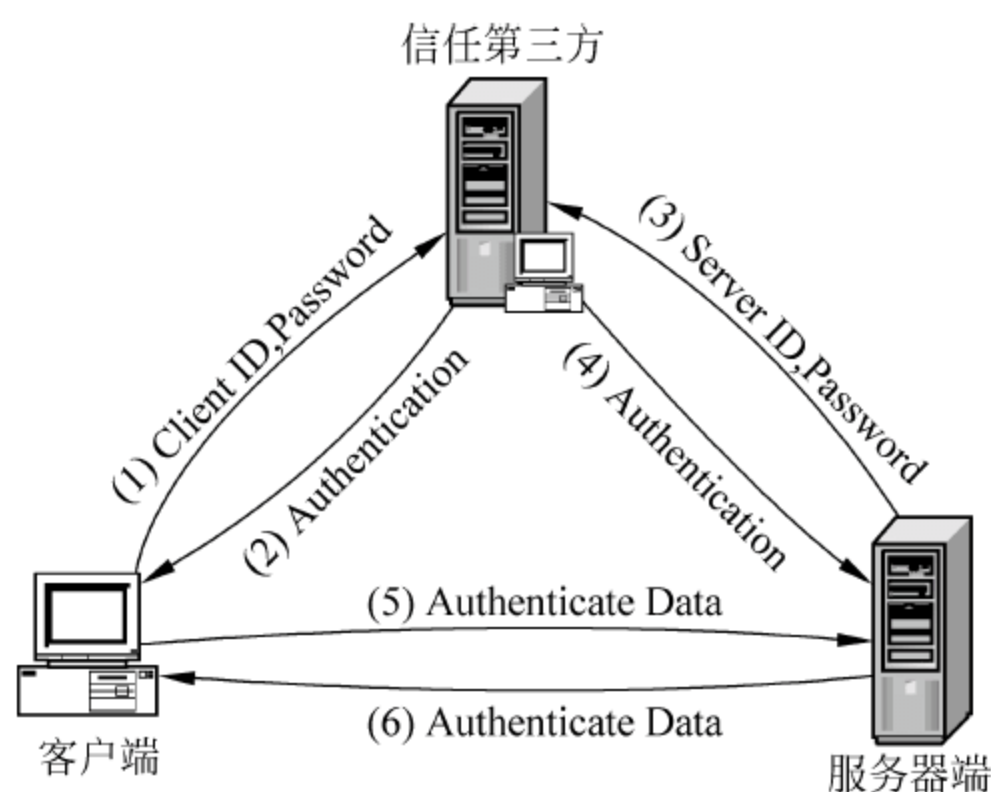 信任第三方
(1) Client ID,Password
(2) Authentication
(3) Server ID,Password
(4) Authentication
(5) Authenticate Data
(6) Authenticate Data
客户端
服务器端